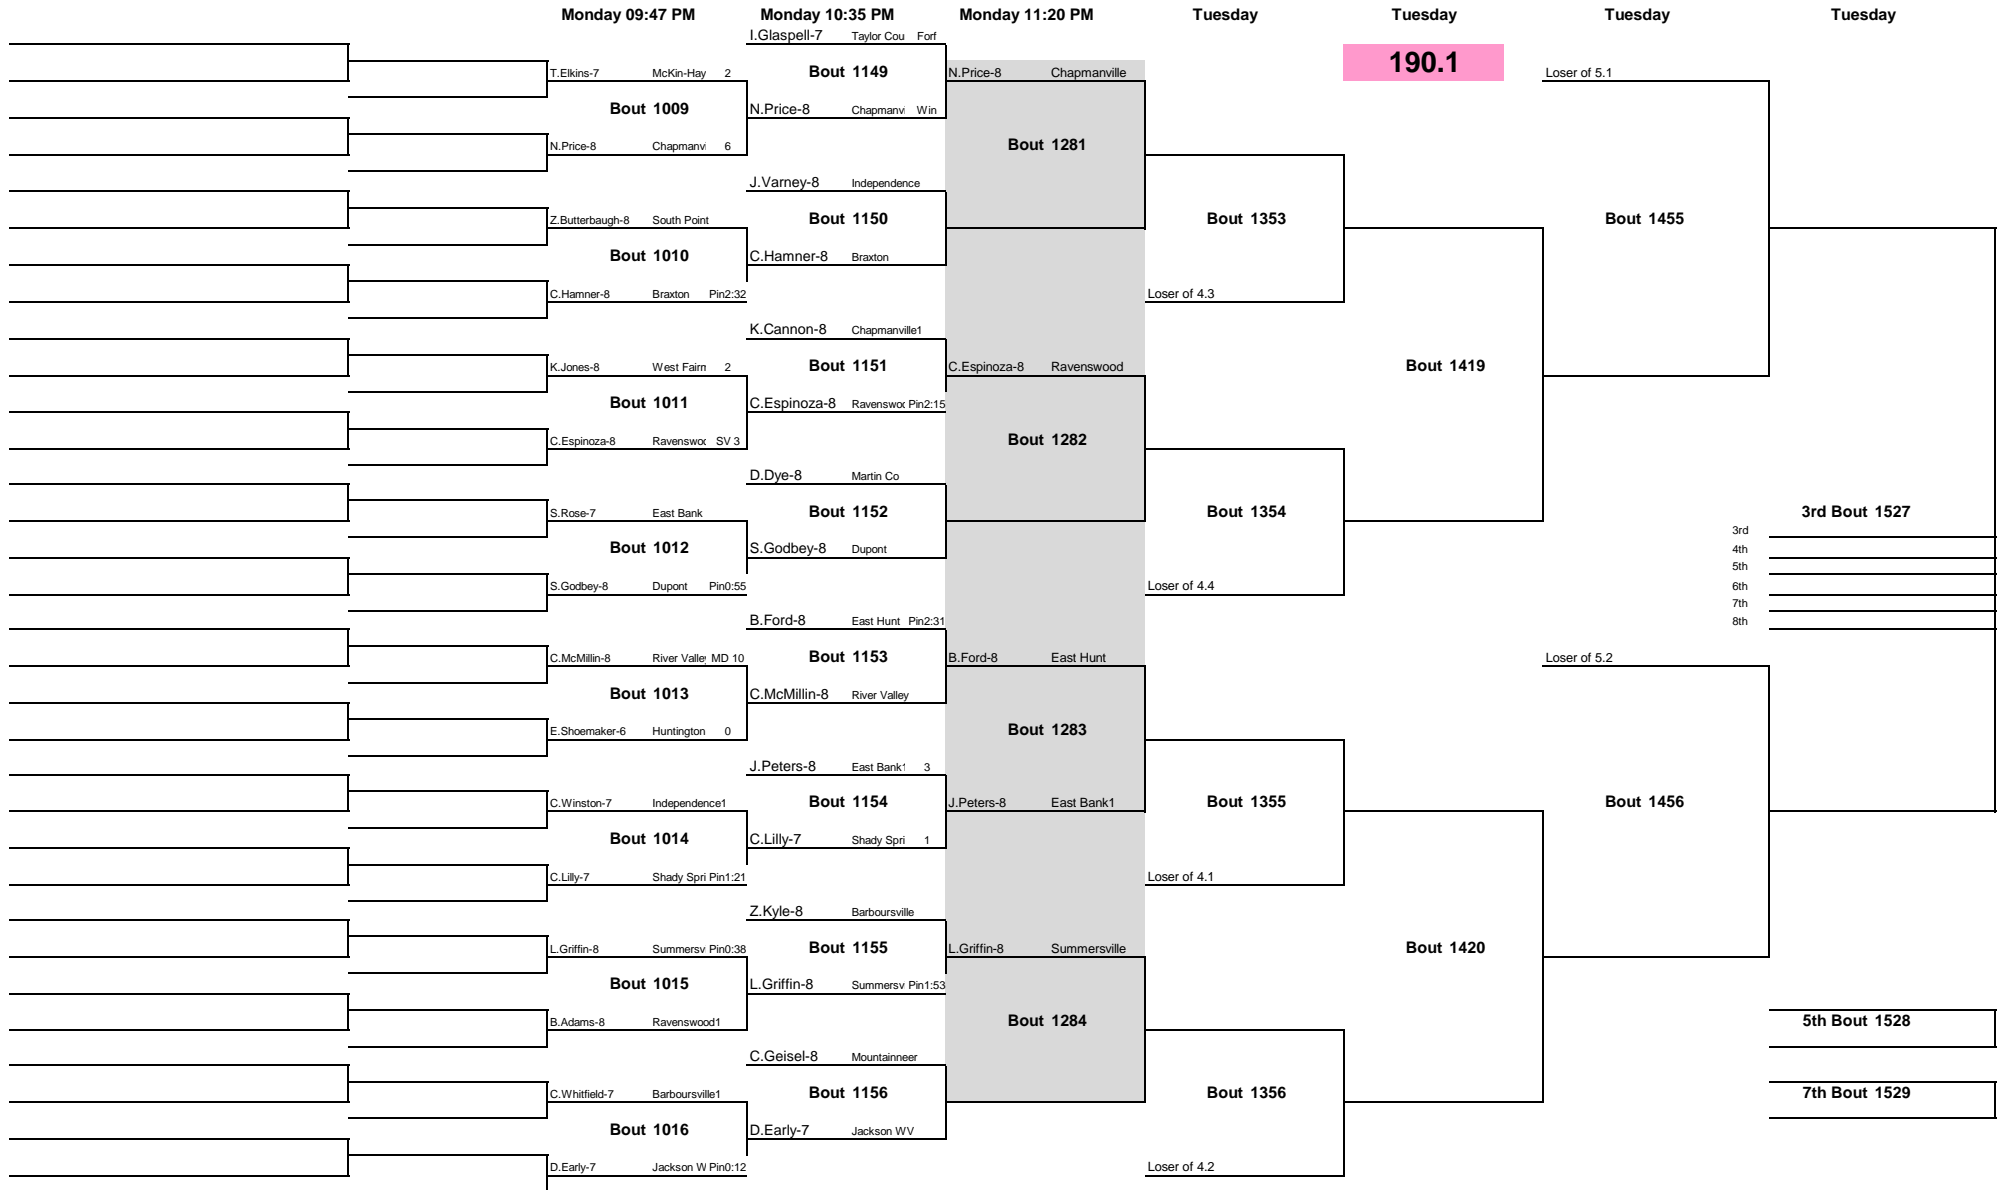 Monday 09:47 PM Monday 10:35 PM Monday 11:20 PM Tuesday Tuesday Tuesday Tuesday
I.Glaspell-7 Taylor Cou Forf
190.1
T.Elkins-7 McKin-Hay 2 Bout 1149 N.Price-8 Chapmanville Loser of 5.1
Bout 1009 N.Price-8 Chapmanvi Win
N.Price-8 Chapmanvi 6 Bout 1281
J.Varney-8 Independence
Z.Butterbaugh-8 South Point Bout 1150 Bout 1353 Bout 1455
Bout 1010 C.Hamner-8 Braxton
C.Hamner-8 Braxton Pin2:32 Loser of 4.3
K.Cannon-8 Chapmanville1
K.Jones-8 West Fairm 2 Bout 1151 C.Espinoza-8 Ravenswood Bout 1419
Bout 1011 C.Espinoza-8 Ravenswoo Pin2:15
C.Espinoza-8 Ravenswoo SV 3 Bout 1282
D.Dye-8 Martin Co
S.Rose-7 East Bank Bout 1152 Bout 1354 3rd Bout 1527
3rd
Bout 1012 S.Godbey-8 Dupont 4th
5th
S.Godbey-8 Dupont Pin0:55 Loser of 4.4 6th
7th
B.Ford-8 East Hunt Pin2:31 8th
C.McMillin-8 River Valley MD 10 Bout 1153 B.Ford-8 East Hunt Loser of 5.2
Bout 1013 C.McMillin-8 River Valley
E.Shoemaker-6 Huntington 0 Bout 1283
J.Peters-8 East Bank1 3
C.Winston-7 Independence1 Bout 1154 J.Peters-8 East Bank1 Bout 1355 Bout 1456
Bout 1014 C.Lilly-7 Shady Spri 1
C.Lilly-7 Shady Spri Pin1:21 Loser of 4.1
Z.Kyle-8 Barboursville
L.Griffin-8 Summersv Pin0:38 Bout 1155 L.Griffin-8 Summersville Bout 1420
Bout 1015 L.Griffin-8 Summersv Pin1:53
B.Adams-8 Ravenswood1 Bout 1284 5th Bout 1528
C.Geisel-8 Mountainneer
C.Whitfield-7 Barboursville1 Bout 1156 Bout 1356 7th Bout 1529
Bout 1016 D.Early-7 Jackson WV
D.Early-7 Jackson W Pin0:12 Loser of 4.2